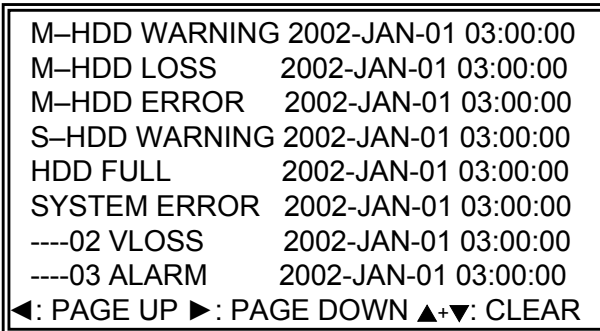 M–HDD WARNING 2002-JAN-01 03:00:00
M–HDD LOSS 2002-JAN-01 03:00:00
M–HDD ERROR 2002-JAN-01 03:00:00
S–HDD WARNING 2002-JAN-01 03:00:00
HDD FULL 2002-JAN-01 03:00:00
SYSTEM ERROR 2002-JAN-01 03:00:00
----02 VLOSS 2002-JAN-01 03:00:00
----03 ALARM 2002-JAN-01 03:00:00
◄: PAGE UP ►: PAGE DOWN ▲+▼: CLEAR